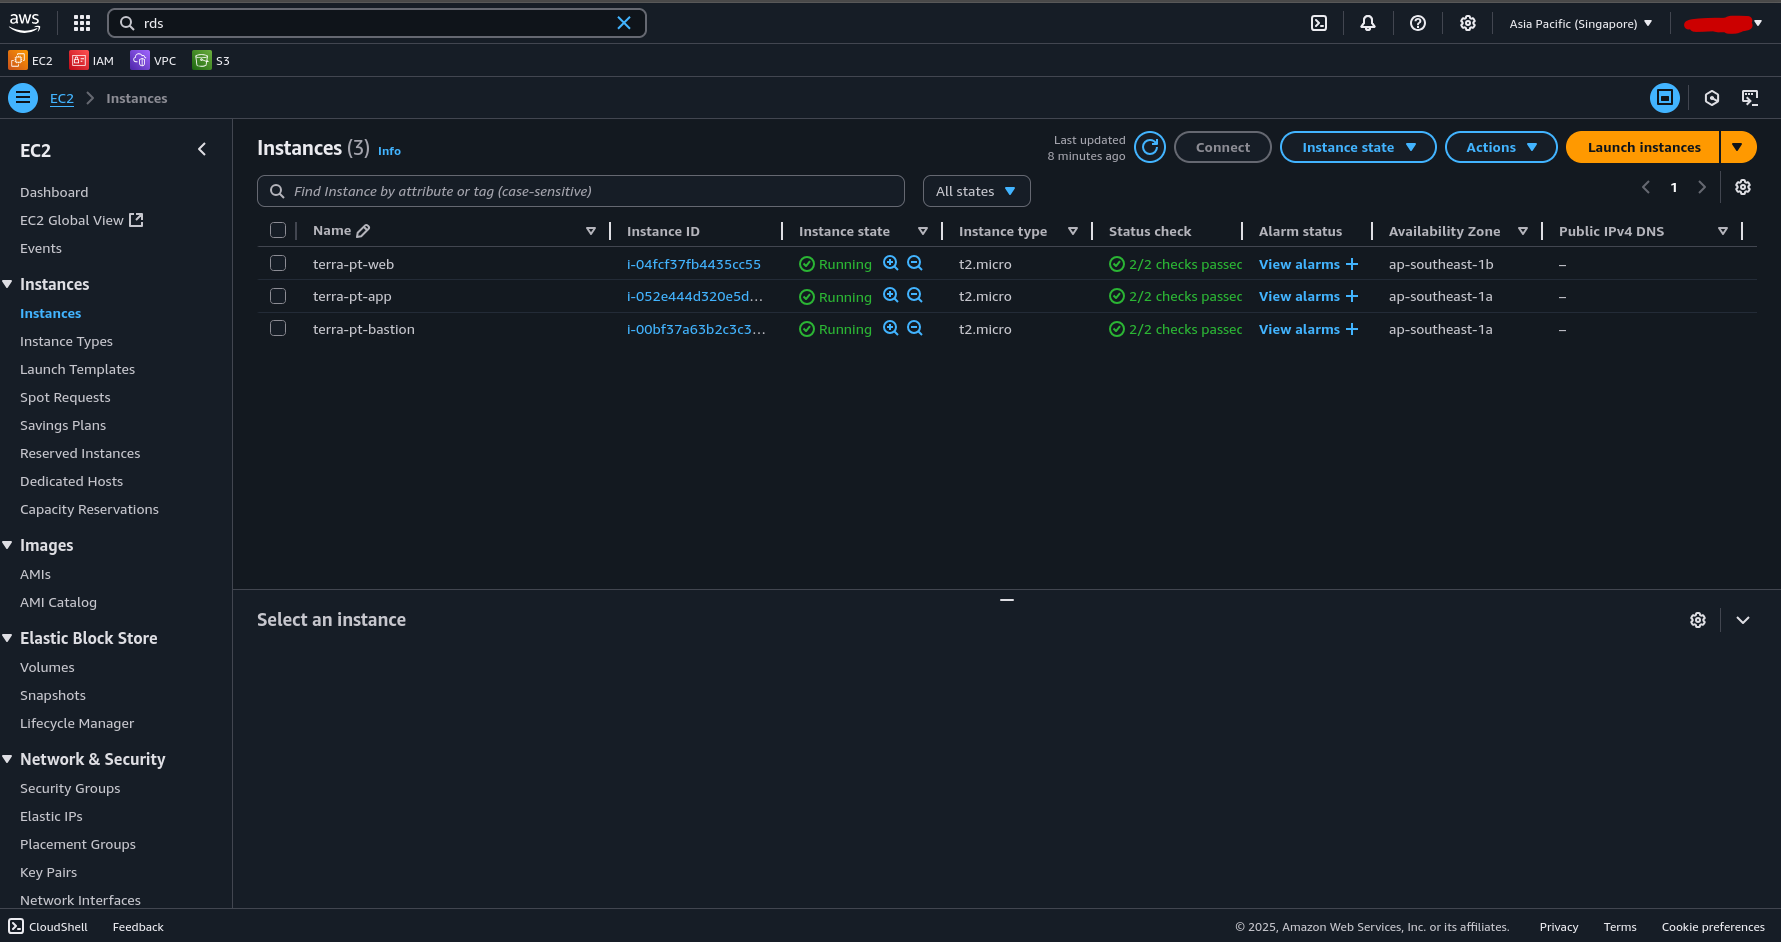 aws
rds
Asia Pacific (Singapore)
EC2 IAM VPC S3
EC2 Instances
EC2
Dashboard
EC2 Global View
Events
Instances
Instances
Instance Types
Launch Templates
Spot Requests
Savings Plans
Reserved Instances
Dedicated Hosts
Capacity Reservations
Images
AMIs
AMI Catalog
Elastic Block Store
Volumes
Snapshots
Lifecycle Manager
Network & Security
Security Groups
Elastic IPs
Placement Groups
Key Pairs
Network Interfaces
Instances (3) Info
Last updated
8 minutes ago
Connect Instance state Actions Launch instances
Find Instance by attribute or tag (case-sensitive) All states 1
Name Instance ID Instance state Instance type Status check Alarm status Availability Zone Public IPv4 DNS
terra-pt-web i-04fcf37fb4435cc55 Running t2.micro 2/2 checks passec View alarms + ap-southeast-1b –
terra-pt-app i-052e444d320e5d... Running t2.micro 2/2 checks passec View alarms + ap-southeast-1a –
terra-pt-bastion i-00bf37a63b2c3c3... Running t2.micro 2/2 checks passec View alarms + ap-southeast-1a –
Select an instance
CloudShell Feedback © 2025, Amazon Web Services, Inc. or its affiliates. Privacy Terms Cookie preferences